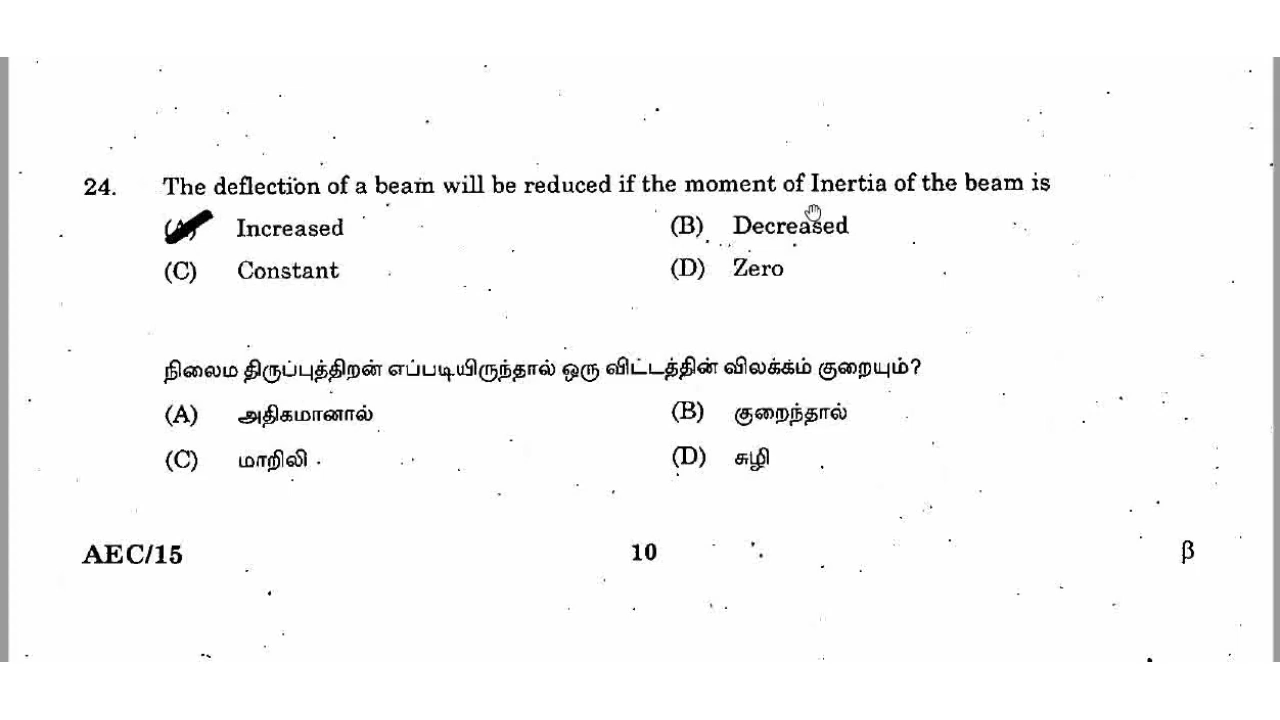 24. The deflection of a beam will be reduced if the moment of Inertia of the beam is
(A) Increased (B) Decreased
(C) Constant (D) Zero
நிலைம திருப்புத்திறன் எப்படியிருந்தால் ஒரு விட்டத்தின் விலக்கம் குறையும்?
(A) அதிகமானால் (B) குறைந்தால்
(C) மாறிலி (D) சுழி
AEC/15 10 β